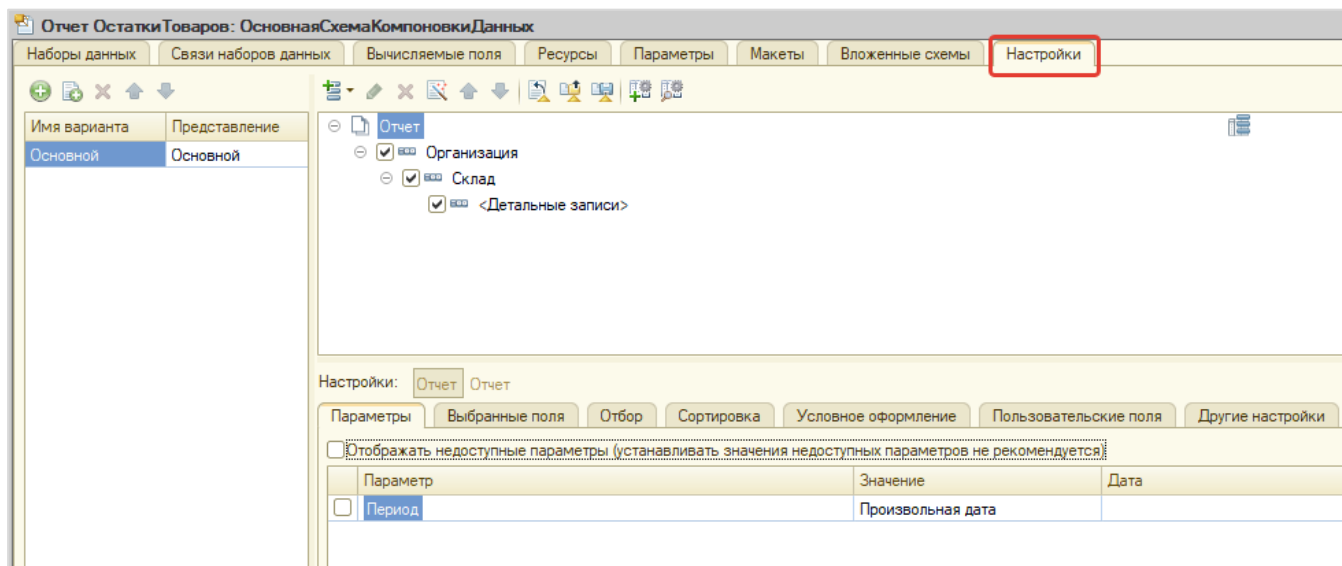 Отчет ОстаткиТоваров: ОсновнаяСхемаКомпоновкиДанных
Наборы данных Связи наборов данных Вычисляемые поля Ресурсы Параметры Макеты Вложенные схемы Настройки
Имя варианта Представление
Основной Основной
Отчет
Организация
Склад
<Детальные записи>
Настройки: Отчет Отчет
Параметры Выбранные поля Отбор Сортировка Условное оформление Пользовательские поля Другие настройки
Отображать недоступные параметры (устанавливать значения недоступных параметров не рекомендуется)
Параметр Значение Дата
Период Произвольная дата